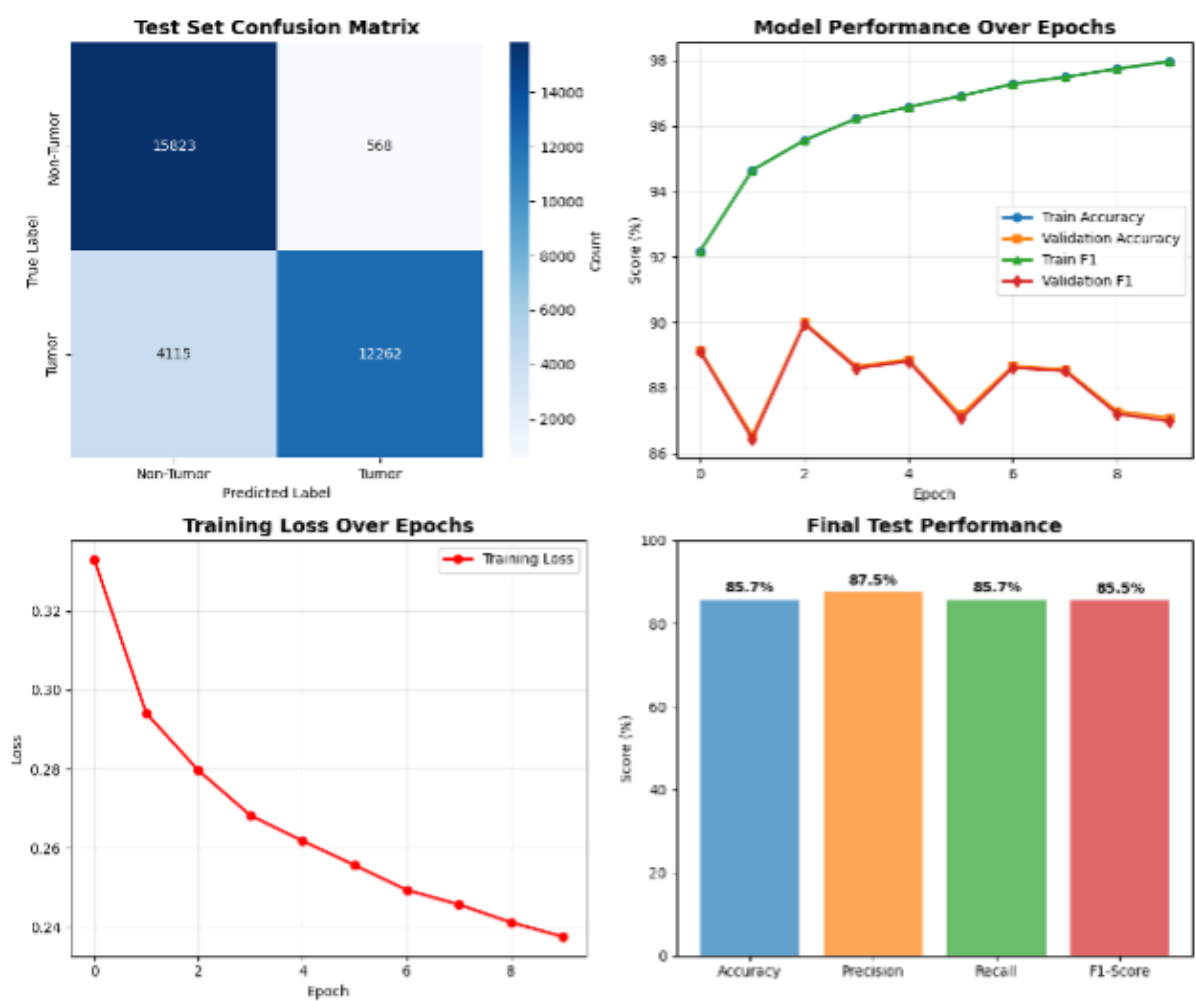 Test Set Confusion Matrix
True Label
Non-Tumor
Tumor
15823
568
4115
12262
Non-Tumor
Tumor
Predicted Label
14000
12000
10000
8000
6000
4000
2000
Count
Model Performance Over Epochs
Score (%)
98
96
94
92
90
88
86
Train Accuracy
Validation Accuracy
Train F1
Validation F1
0 2 4 6 8
Epoch
Training Loss Over Epochs
Loss
0.32
0.30
0.28
0.26
0.24
Training Loss
0 2 4 6 8
Epoch
Final Test Performance
Score (%)
100
80
60
40
20
0
85.7% 87.5% 85.7% 85.5%
Accuracy Precision Recall F1-Score